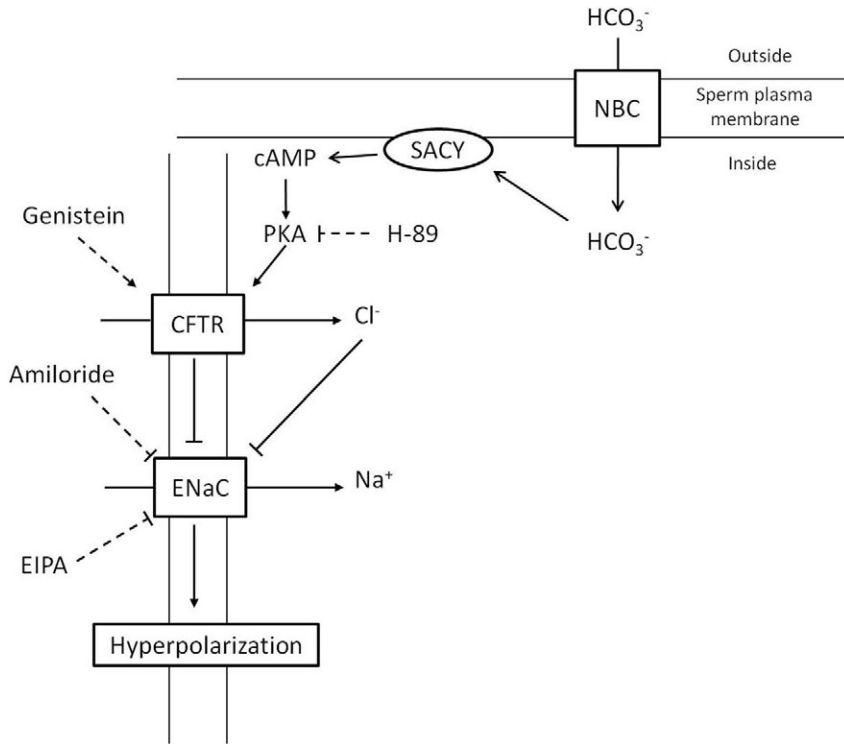 HCO₃⁻
Outside
NBC
Sperm plasma
membrane
SACY
cAMP
Inside
Genistein
PKA
H-89
HCO₃⁻
CFTR
Cl⁻
Amiloride
ENaC
Na⁺
EIPA
Hyperpolarization